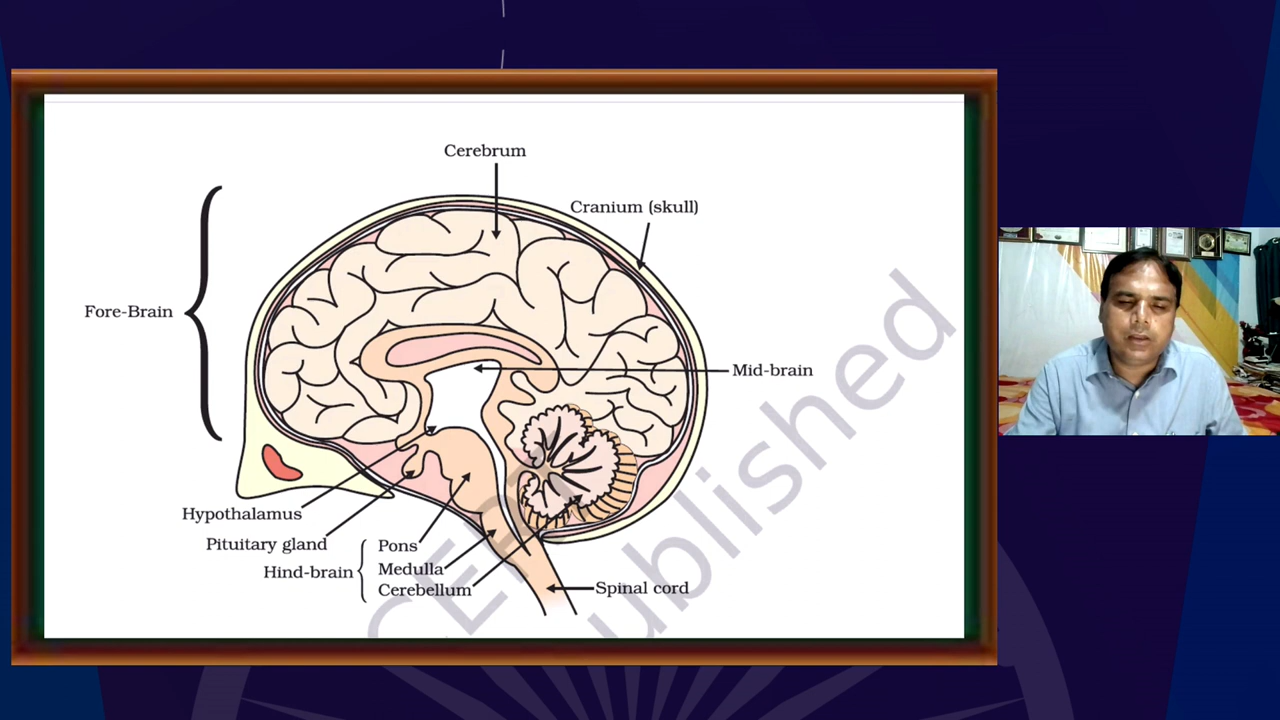 Cerebrum
Cranium (skull)
Fore-Brain
Mid-brain
Hypothalamus
Pituitary gland
Hind-brain
Pons
Medulla
Cerebellum
Spinal cord